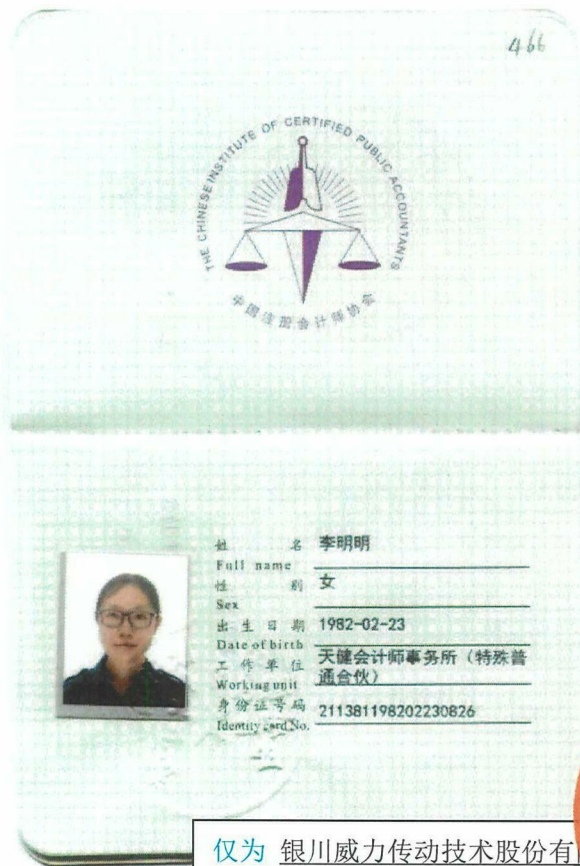 466
THE CHINESE INSTITUTE OF CERTIFIED PUBLIC ACCOUNTANTS
中国注册会计师协会
姓 名 李明明
Full name
性 别 女
Sex
出生日期 1982-02-23
Date of birth
工作单位 天健会计师事务所（特殊普
通合伙）
Working unit
身份证号码 211381198202230826
Identity card No.
仅为 银川威力传动技术股份有